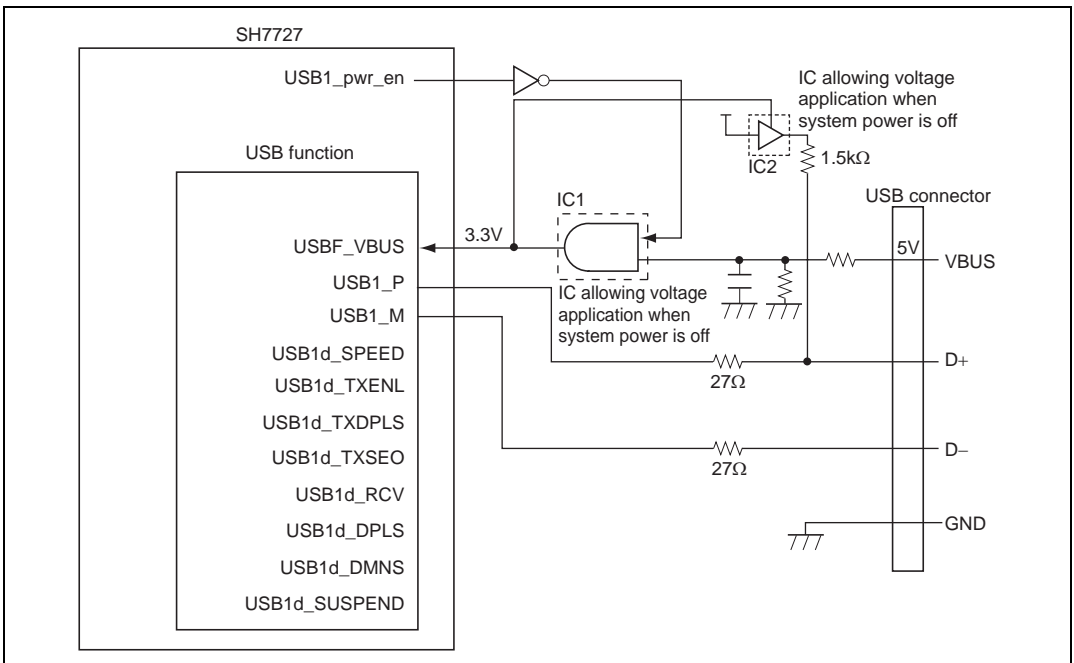 SH7727
USB1_pwr_en
IC allowing voltage
application when
system power is off
IC2
1.5kΩ
USB function
USB connector
IC1
3.3V
5V
USBF_VBUS
VBUS
USB1_P
IC allowing voltage
application when
system power is off
USB1_M
USB1d_SPEED
D+
27Ω
USB1d_TXENL
USB1d_TXDPLS
USB1d_TXSEO
D−
27Ω
USB1d_RCV
USB1d_DPLS
GND
USB1d_DMNS
USB1d_SUSPEND